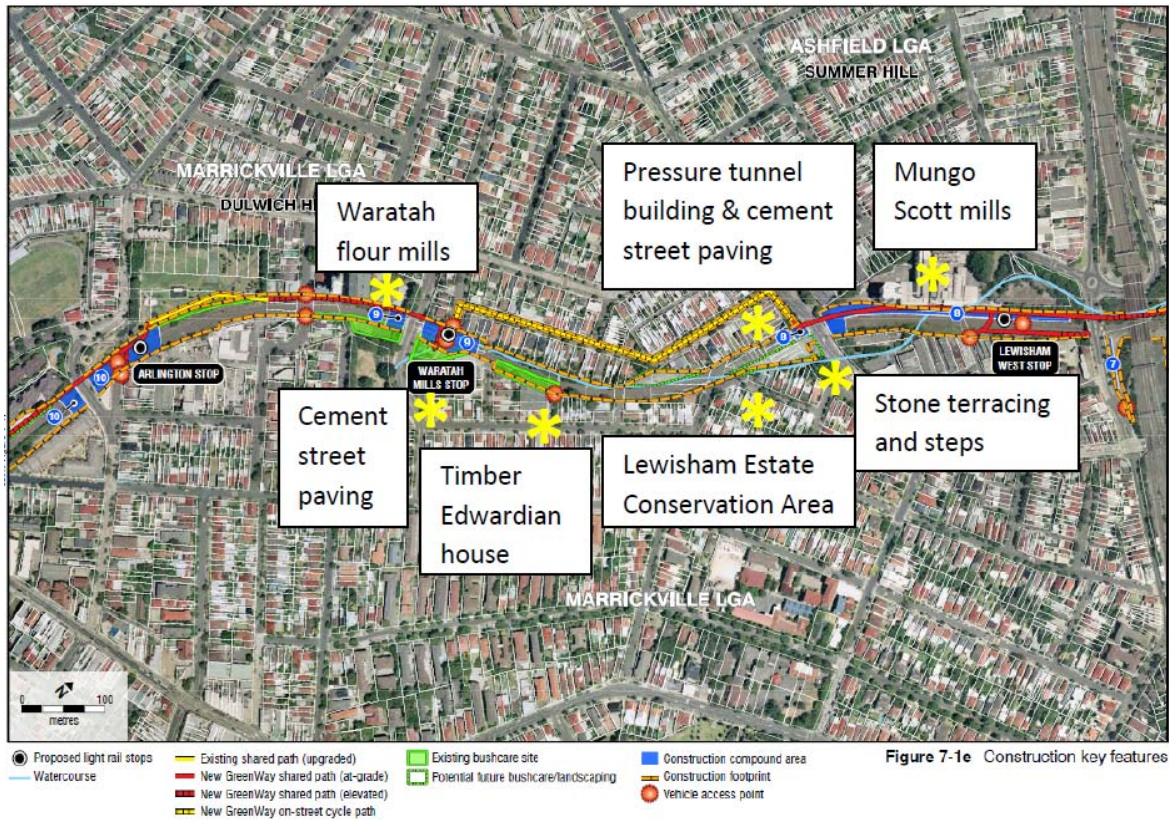 ASHFIELD LGA
SUMMER HILL
MARRICKVILLE LGA
DULWICH H
Waratah
flour mills
Pressure tunnel
building & cement
street paving
Mungo
Scott mills
9
8
8
7
9
10
10
ARLINGTON STOP
WARATAH
MILLS STOP
LEWISHAM
WEST STOP
Cement
street
paving
Timber
Edwardian
house
Lewisham Estate
Conservation Area
Stone terracing
and steps
MARRICKVILLE LGA
N
0 100
metres
Proposed light rail stops
Watercourse
Existing shared path (upgraded)
New GreenWay shared path (at-grade)
New GreenWay shared path (elevated)
New GreenWay on-street cycle path
Existing bushcare site
Potential future bushcare/landscaping
Construction compound area
Construction footprint
Vehicle access point
Figure 7-1e Construction key features